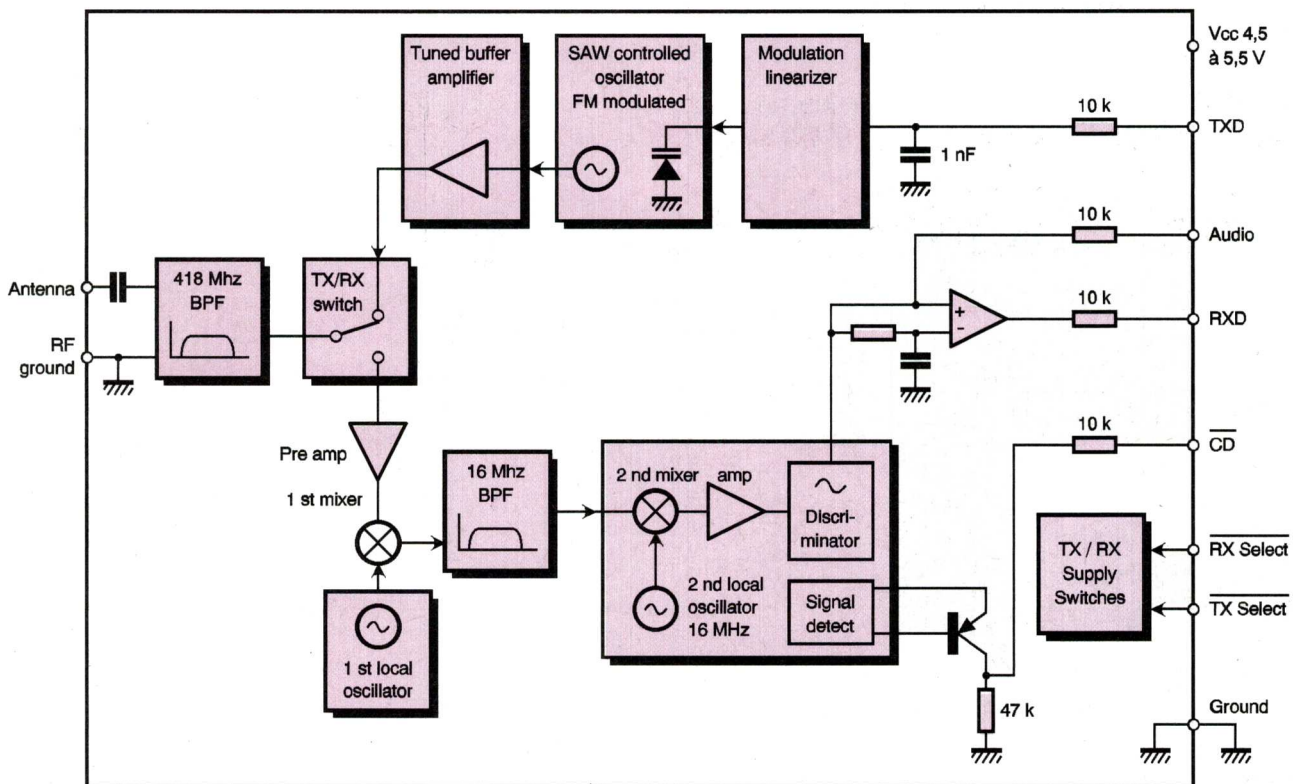 Tuned buffer
amplifier
SAW controlled
oscillator
FM modulated
Modulation
linearizer
Vcc 4,5
à 5,5 V
10 k
TXD
1 nF
10 k
Audio
Antenna
418 Mhz
BPF
TX/RX
switch
+
-
10 k
RXD
RF
ground
10 k
CD
Pre amp
1 st mixer
16 Mhz
BPF
2 nd mixer
amp
Discri-
minator
TX / RX
Supply
Switches
RX Select
TX Select
2 nd local
oscillator
16 MHz
Signal
detect
1 st local
oscillator
47 k
Ground